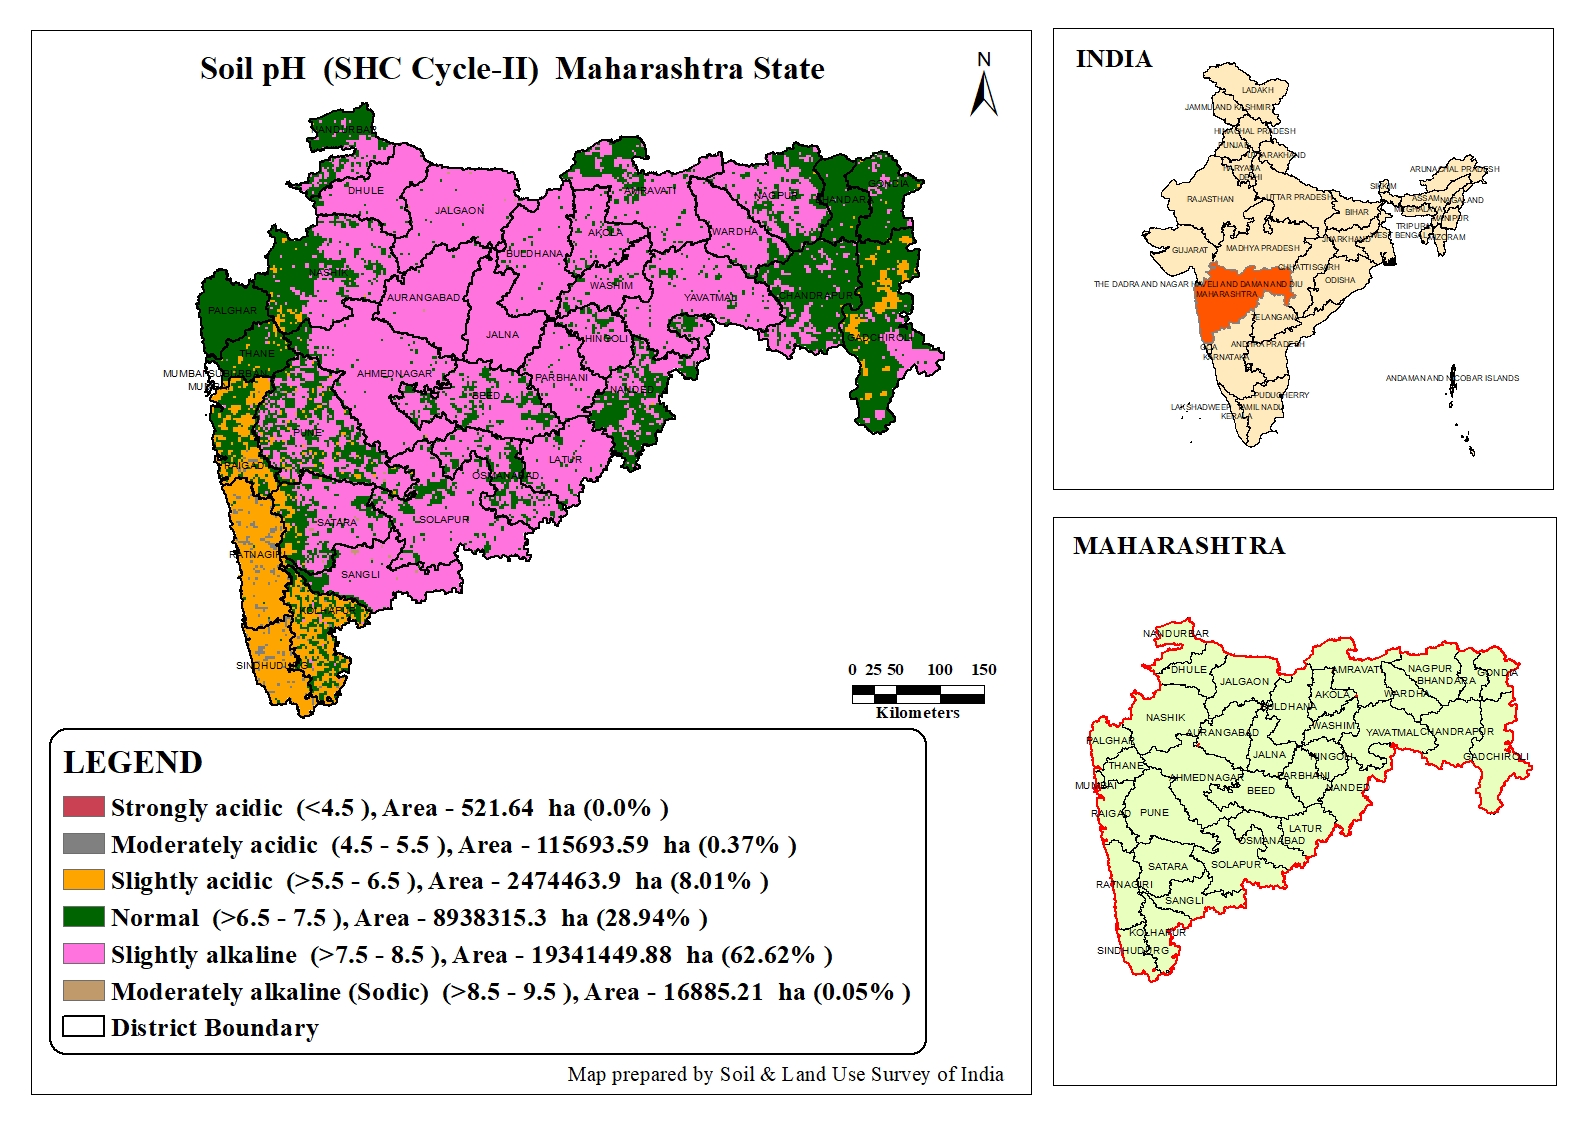 Soil pH (SHC Cycle-II) Maharashtra State
N
NANDURBAR
DHULE
JALGAON
AMRAVATI
NAGPUR
BHANDARA
GONDIA
NASHIK
BULDHANA
AKOLA
WARDHA
WASHIM
AURANGABAD
YAVATMAL
CHANDRAPUR
PALGHAR
JALNA
HINGOLI
GADCHIROLI
THANE
MUMBAI SUBURBAN
MUMBAI
AHMEDNAGAR
PARBHANI
BEED
NANDED
PUNE
RAIGAD
LATUR
OSMANABAD
SATARA
SOLAPUR
RATNAGIRI
SANGLI
KOLHAPUR
SINDHUDURG
0 25 50 100 150
Kilometers
LEGEND
Strongly acidic (<4.5 ), Area - 521.64 ha (0.0% )
Moderately acidic (4.5 - 5.5 ), Area - 115693.59 ha (0.37% )
Slightly acidic (>5.5 - 6.5 ), Area - 2474463.9 ha (8.01% )
Normal (>6.5 - 7.5 ), Area - 8938315.3 ha (28.94% )
Slightly alkaline (>7.5 - 8.5 ), Area - 19341449.88 ha (62.62% )
Moderately alkaline (Sodic) (>8.5 - 9.5 ), Area - 16885.21 ha (0.05% )
District Boundary
Map prepared by Soil & Land Use Survey of India
INDIA
LADAKH
JAMMU AND KASHMIR
HIMACHAL PRADESH
PUNJAB
UTTARAKHAND
HARYANA
DELHI
ARUNACHAL PRADESH
SIKKIM
RAJASTHAN
UTTAR PRADESH
ASSAM
NAGALAND
BIHAR
MEGHALAYA
MANIPUR
TRIPURA
JHARKHAND
WEST BENGAL
MIZORAM
GUJARAT
MADHYA PRADESH
CHHATTISGARH
ODISHA
THE DADRA AND NAGAR HAVELI AND DAMAN AND DIU
MAHARASHTRA
TELANGANA
GOA
ANDHRA PRADESH
KARNATAKA
ANDAMAN AND NICOBAR ISLANDS
PUDUCHERRY
LAKSHADWEEP
TAMIL NADU
KERALA
MAHARASHTRA
NANDURBAR
DHULE
JALGAON
AMRAVATI
NAGPUR
BHANDARA
GONDIA
AKOLA
WARDHA
BULDHANA
NASHIK
WASHIM
AURANGABAD
YAVATMAL
CHANDRAPUR
PALGHAR
JALNA
HINGOLI
GADCHIROLI
THANE
AHMEDNAGAR
PARBHANI
MUMBAI
BEED
NANDED
RAIGAD
PUNE
LATUR
OSMANABAD
SATARA
SOLAPUR
RATNAGIRI
SANGLI
KOLHAPUR
SINDHUDURG